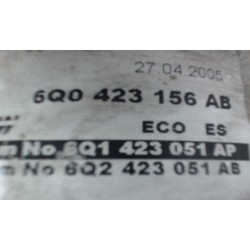 27.04.2005
6Q0 423 156 AB
ECO ES
No 6Q1 423 051 AP
No 6Q2 423 051 AB